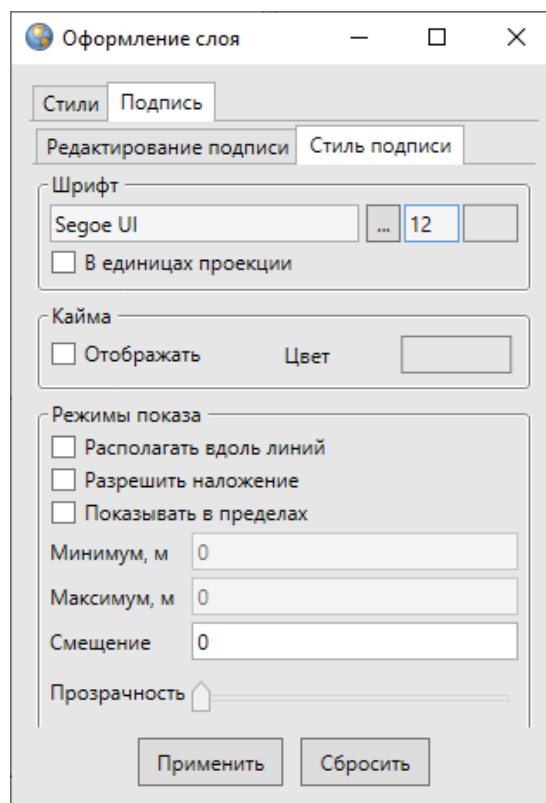 Оформление слоя
Стили Подпись
Редактирование подписи Стиль подписи
Шрифт
Segoe UI ... 12
В единицах проекции
Кайма
Отображать Цвет
Режимы показа
Располагать вдоль линий
Разрешить наложение
Показывать в пределах
Минимум, м 0
Максимум, м 0
Смещение 0
Прозрачность
Применить Сбросить